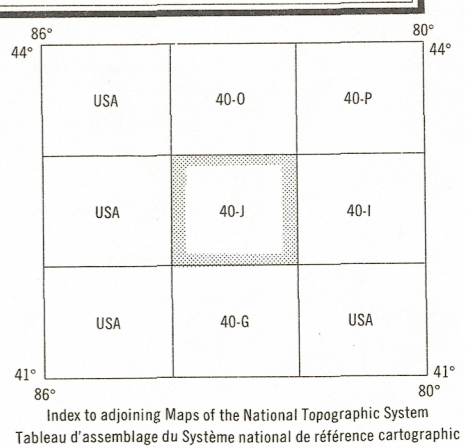 86° 80°
44° 44°
USA 40-O 40-P
USA 40-J 40-I
USA 40-G USA
41° 41°
86° 80°
Index to adjoining Maps of the National Topographic System
Tableau d'assemblage du Système national de référence cartographic